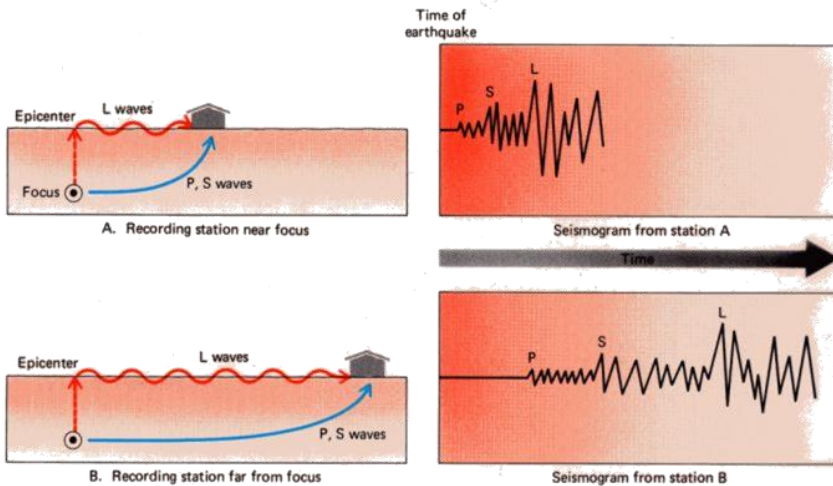 Time of
earthquake
Epicenter
L waves
Focus
P, S waves
A. Recording station near focus
P
S
L
Seismogram from station A
Time
Epicenter
L waves
P, S waves
B. Recording station far from focus
P
S
L
Seismogram from station B